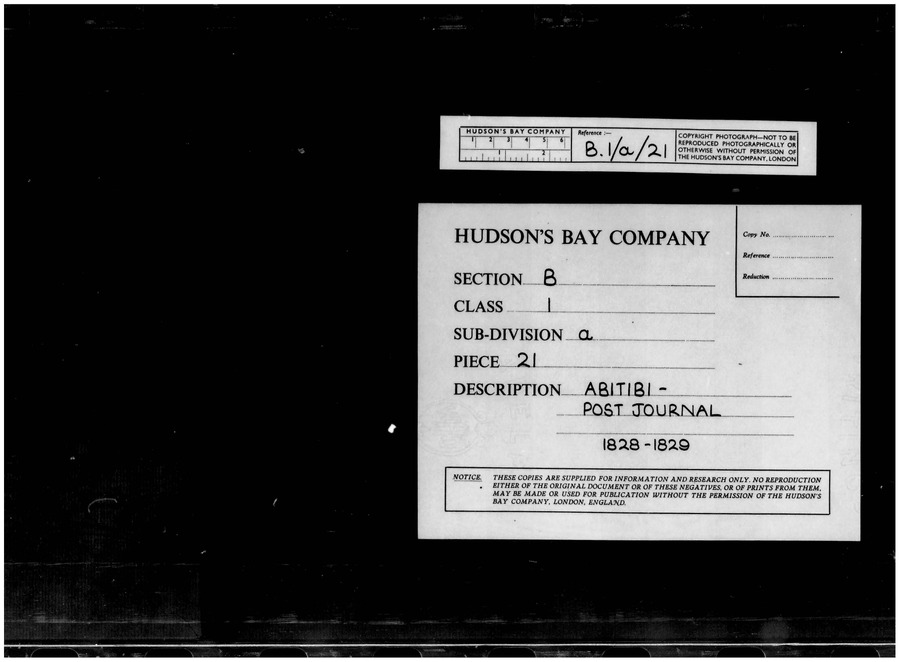 HUDSON'S BAY COMPANY
1 2 3 4 5 6
1 2
Reference :—
B.1/a/21
COPYRIGHT PHOTOGRAPH—NOT TO BE
REPRODUCED PHOTOGRAPHICALLY OR
OTHERWISE WITHOUT PERMISSION OF
THE HUDSON'S BAY COMPANY, LONDON
HUDSON'S BAY COMPANY
Copy No.
Reference
Reduction
SECTION B
CLASS 1
SUB-DIVISION a
PIECE 21
DESCRIPTION ABITIBI -
POST JOURNAL
1828-1829
NOTICE. THESE COPIES ARE SUPPLIED FOR INFORMATION AND RESEARCH ONLY. NO REPRODUCTION
EITHER OF THE ORIGINAL DOCUMENT OR OF THESE NEGATIVES, OR OF PRINTS FROM THEM,
MAY BE MADE OR USED FOR PUBLICATION WITHOUT THE PERMISSION OF THE HUDSON'S
BAY COMPANY, LONDON, ENGLAND.